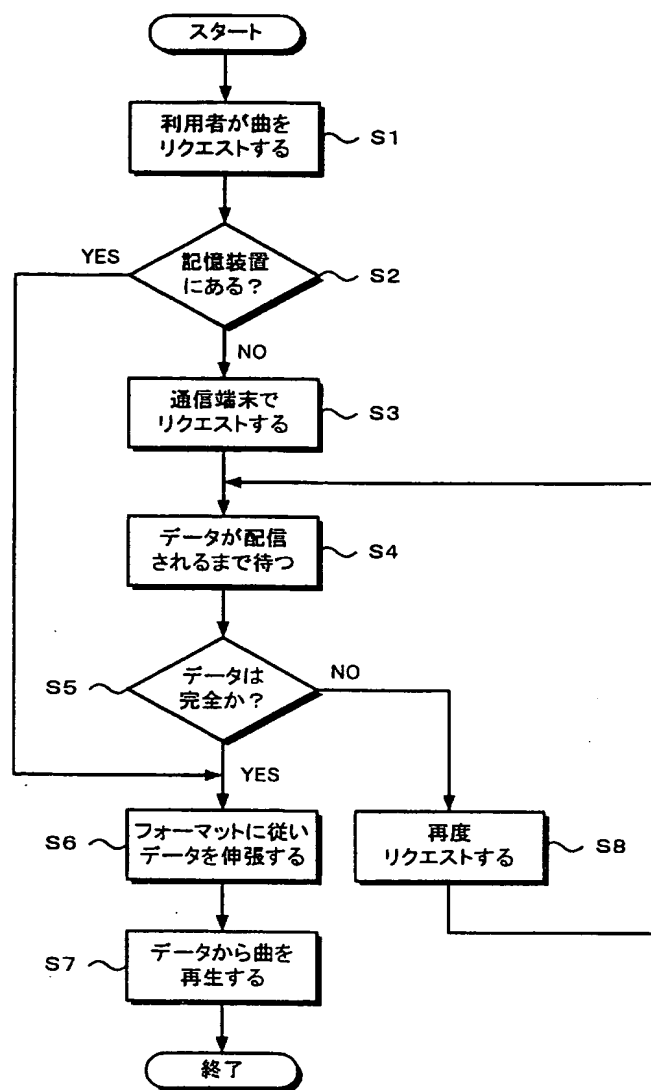 スタート
利用者が曲を
リクエストする
S1
YES
記憶装置
にある?
S2
NO
通信端末で
リクエストする
S3
データが配信
されるまで待つ
S4
S5
データは
完全か?
NO
YES
S6
フォーマットに従い
データを伸張する
再度
リクエストする
S8
S7
データから曲を
再生する
終了